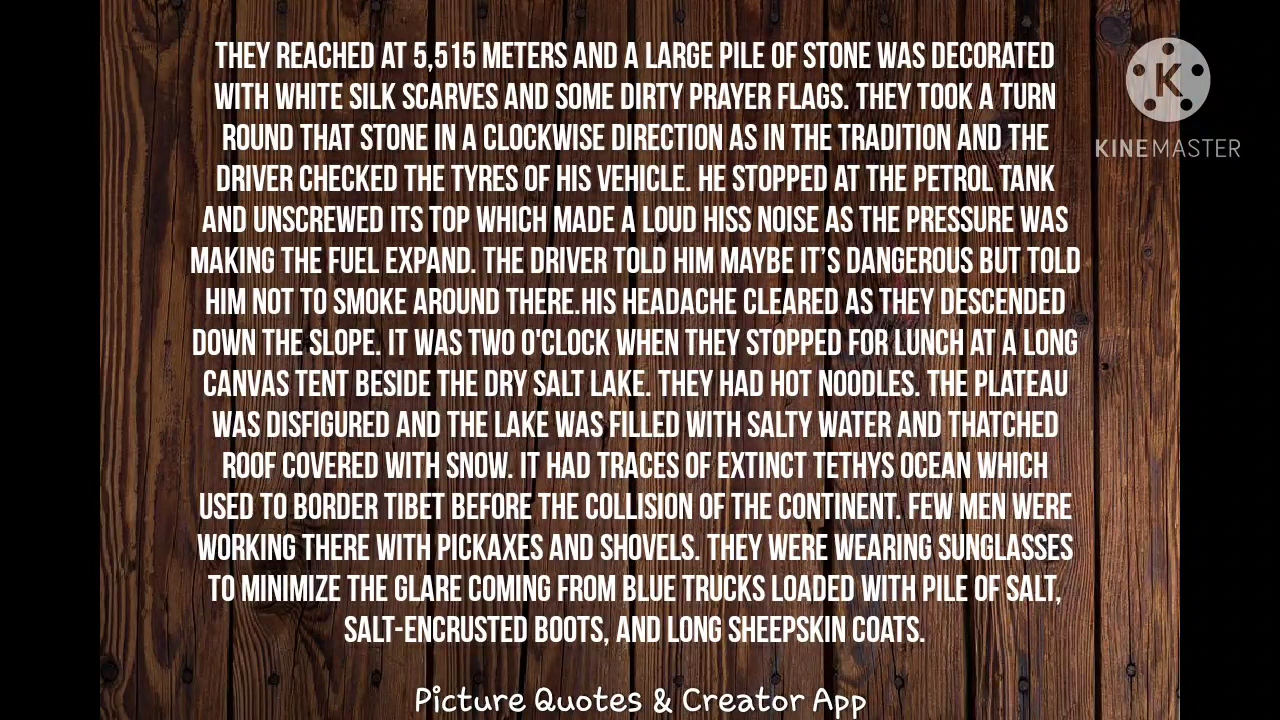 THEY REACHED AT 5,515 METERS AND A LARGE PILE OF STONE WAS DECORATED
WITH WHITE SILK SCARVES AND SOME DIRTY PRAYER FLAGS. THEY TOOK A TURN
ROUND THAT STONE IN A CLOCKWISE DIRECTION AS IN THE TRADITION AND THE
DRIVER CHECKED THE TYRES OF HIS VEHICLE. HE STOPPED AT THE PETROL TANK
AND UNSCREWED ITS TOP WHICH MADE A LOUD HISS NOISE AS THE PRESSURE WAS
MAKING THE FUEL EXPAND. THE DRIVER TOLD HIM MAYBE IT'S DANGEROUS BUT TOLD
HIM NOT TO SMOKE AROUND THERE.HIS HEADACHE CLEARED AS THEY DESCENDED
DOWN THE SLOPE. IT WAS TWO O'CLOCK WHEN THEY STOPPED FOR LUNCH AT A LONG
CANVAS TENT BESIDE THE DRY SALT LAKE. THEY HAD HOT NOODLES. THE PLATEAU
WAS DISFIGURED AND THE LAKE WAS FILLED WITH SALTY WATER AND THATCHED
ROOF COVERED WITH SNOW. IT HAD TRACES OF EXTINCT TETHYS OCEAN WHICH
USED TO BORDER TIBET BEFORE THE COLLISION OF THE CONTINENT. FEW MEN WERE
WORKING THERE WITH PICKAXES AND SHOVELS. THEY WERE WEARING SUNGLASSES
TO MINIMIZE THE GLARE COMING FROM BLUE TRUCKS LOADED WITH PILE OF SALT,
SALT-ENCRUSTED BOOTS, AND LONG SHEEPSKIN COATS.
Picture Quotes & Creator App
K
KINEMASTER